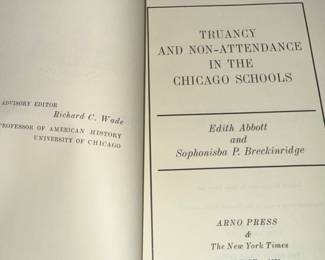 ADVISORY EDITOR
Richard C. Wade
PROFESSOR OF AMERICAN HISTORY
UNIVERSITY OF CHICAGO
TRUANCY
AND NON-ATTENDANCE
IN THE
CHICAGO SCHOOLS
Edith Abbott
and
Sophonisba P. Breckinridge
ARNO PRESS
&
The New York Times